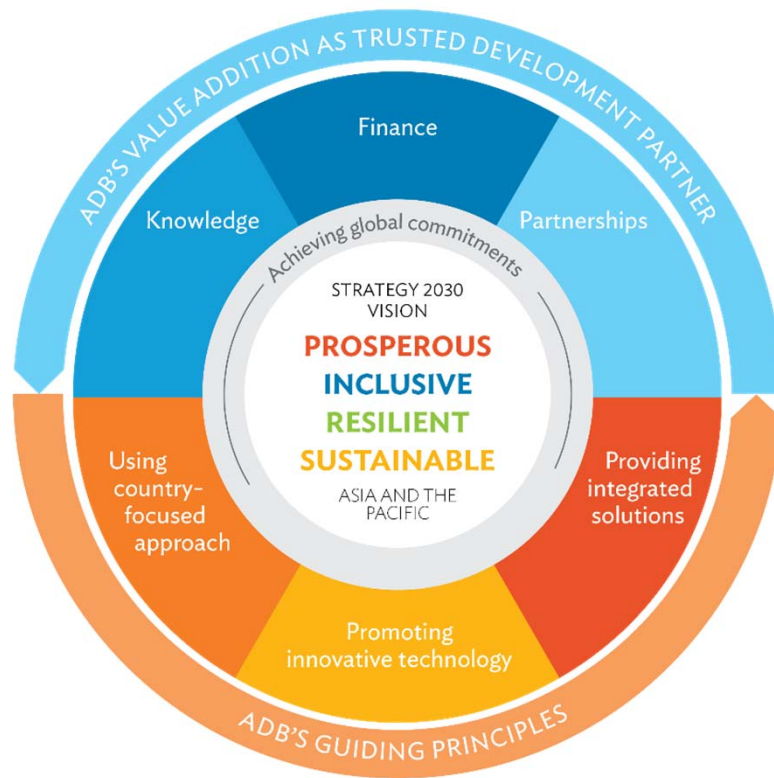 ADB'S VALUE ADDITION AS TRUSTED DEVELOPMENT PARTNER
Finance
Knowledge
Partnerships
Achieving global commitments
STRATEGY 2030
VISION
PROSPEROUS
INCLUSIVE
RESILIENT
SUSTAINABLE
ASIA AND THE
PACIFIC
Using
country-
focused
approach
Providing
integrated
solutions
Promoting
innovative technology
ADB'S GUIDING PRINCIPLES